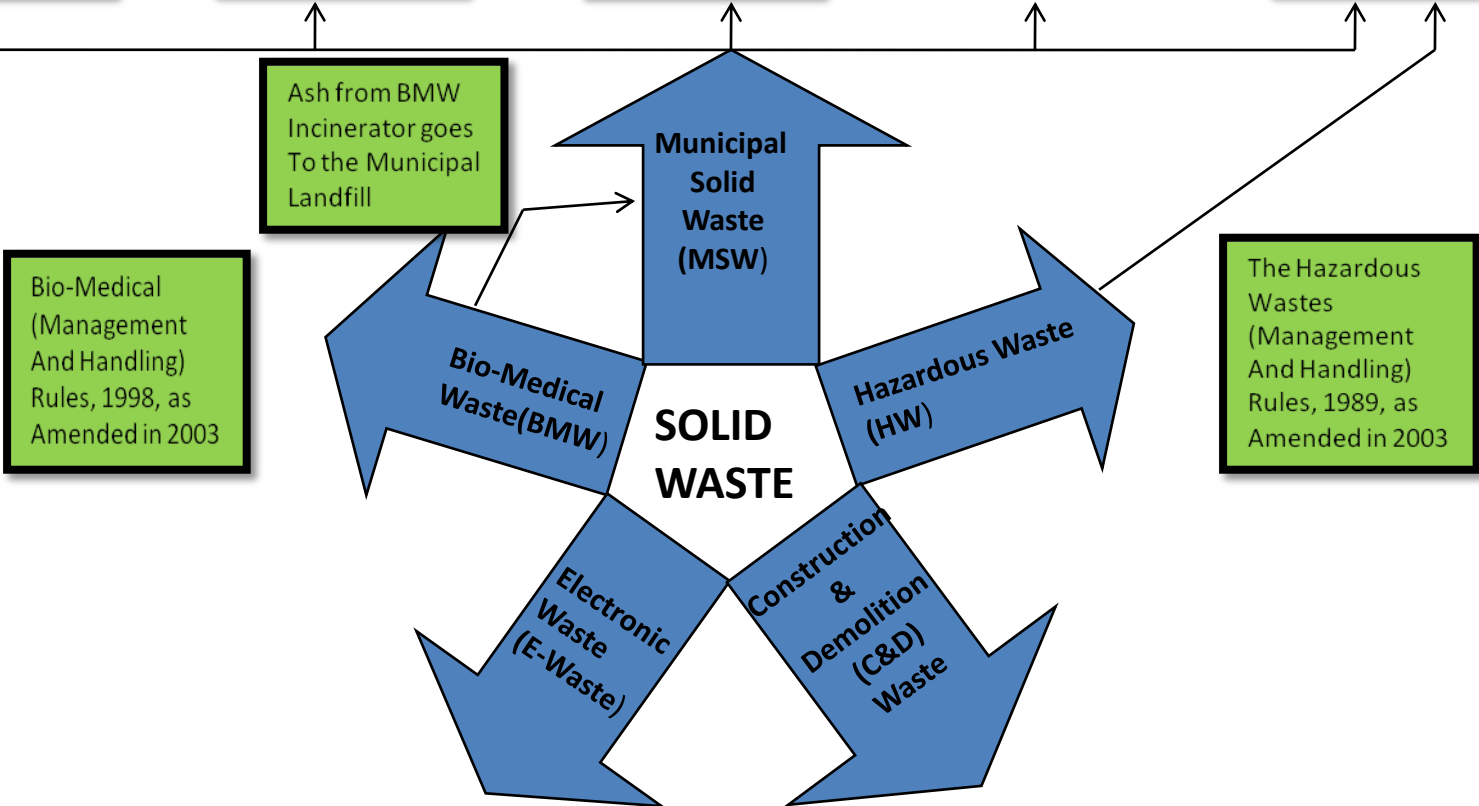 Ash from BMW
Incinerator goes
To the Municipal
Landfill
Municipal
Solid
Waste
(MSW)
Bio-Medical
(Management
And Handling)
Rules, 1998, as
Amended in 2003
The Hazardous
Wastes
(Management
And Handling)
Rules, 1989, as
Amended in 2003
Bio-Medical
Waste(BMW)
Hazardous Waste
(HW)
SOLID
WASTE
Electronic
Waste
(E-Waste)
Construction
&
Demolition
(C&D)
Waste